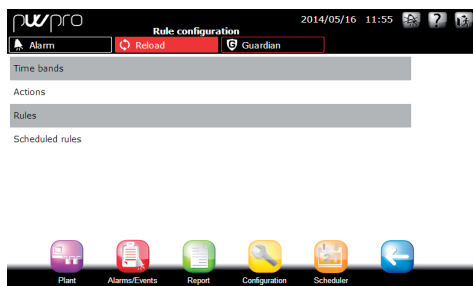 pwpro
Rule configuration
2014/05/16 11:55
?
Alarm
Reload
G Guardian
Time bands
Actions
Rules
Scheduled rules
Plant
Alarms/Events
Report
Configuration
Scheduler